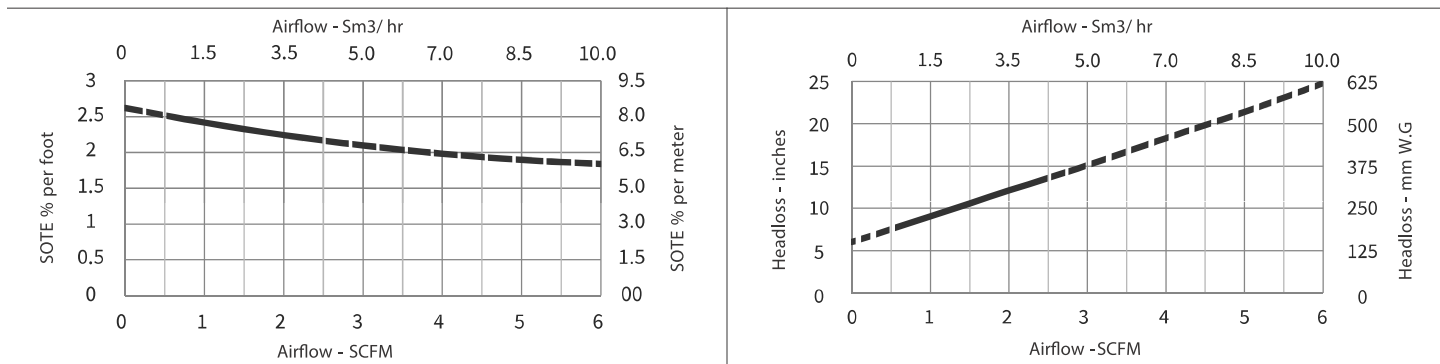 Airflow - Sm3/ hr
0 1.5 3.5 5.0 7.0 8.5 10.0
3 9.5
2.5 8.0
2 6.5
1.5 5.0
1 3.0
0.5 1.5
0 00
SOTE % per foot
SOTE % per meter
0 1 2 3 4 5 6
Airflow - SCFM
Airflow - Sm3/ hr
0 1.5 3.5 5.0 7.0 8.5 10.0
25 625
20 500
15 375
10 250
5 125
0 0
Headloss - inches
Headloss - mm W.G
0 1 2 3 4 5 6
Airflow -SCFM